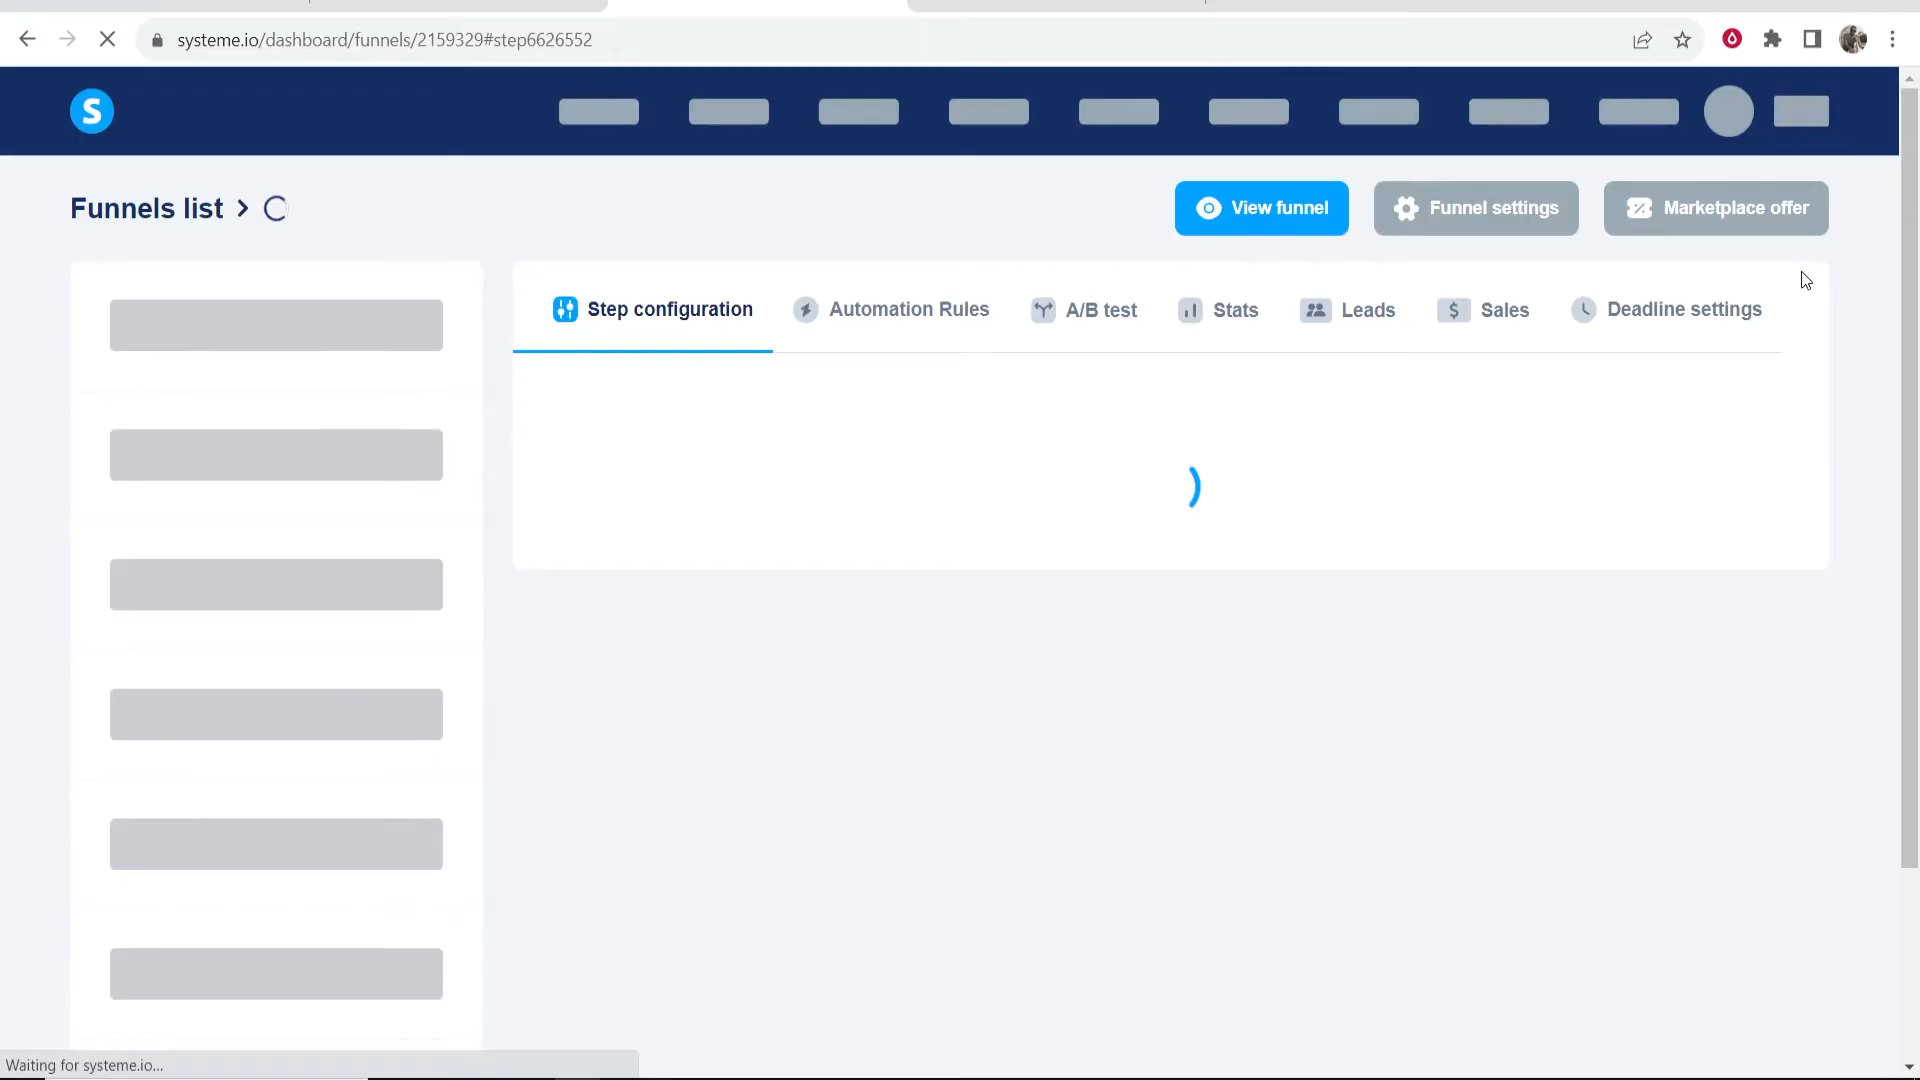 systeme.io/dashboard/funnels/2159329#step6626552
S
Funnels list >
View funnel
Funnel settings
Marketplace offer
Step configuration
Automation Rules
A/B test
Stats
Leads
$ Sales
Deadline settings
Waiting for systeme.io...